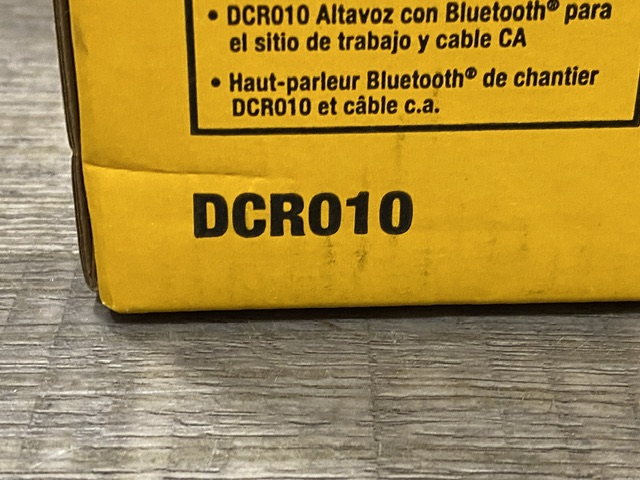 • DCR010 Altavoz con Bluetooth® para
el sitio de trabajo y cable CA
• Haut-parleur Bluetooth® de chantier
DCR010 et câble c.a.
DCR010